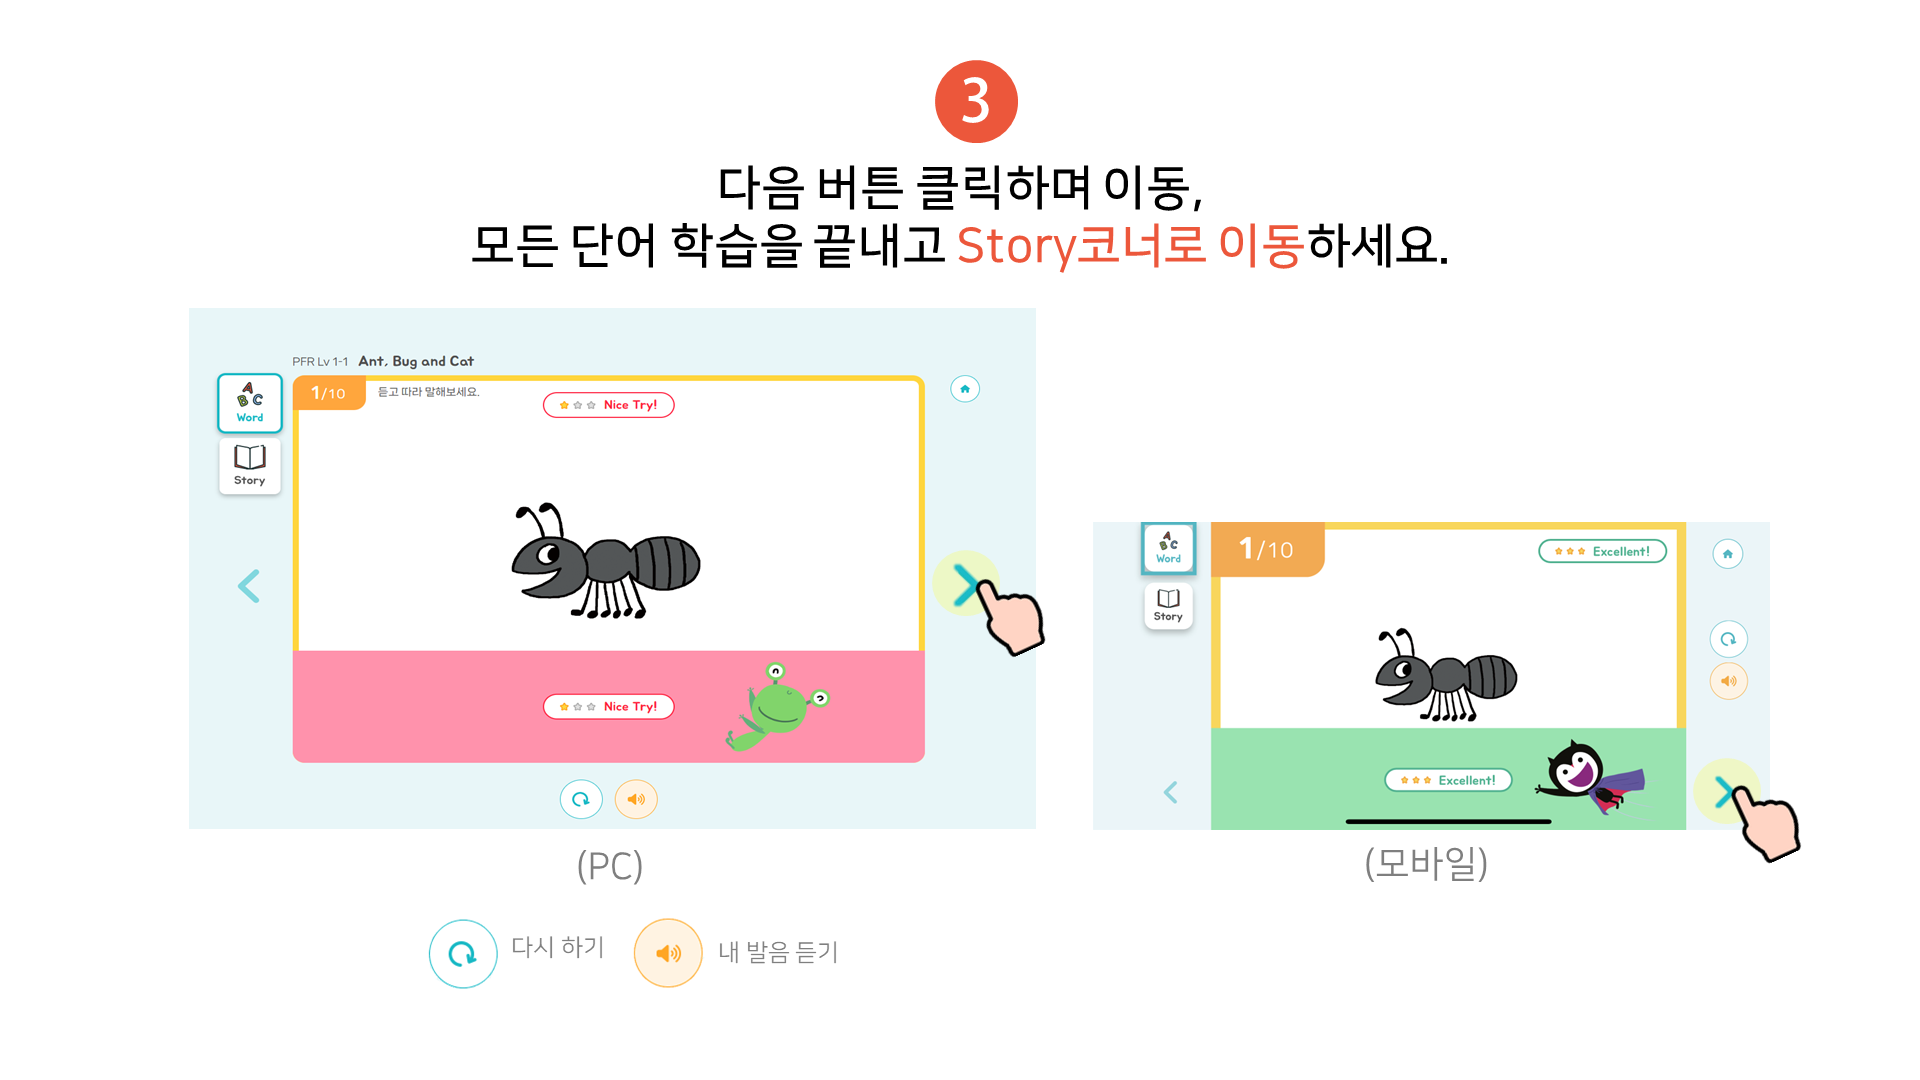 3
다음 버튼 클릭하며 이동,
모든 단어 학습을 끝내고 Story코너로 이동하세요.
PFR Lv 1-1 Ant, Bug and Cat
A B C
Word
Story
1/10
듣고 따라 말해보세요.
Nice Try!
Nice Try!
(PC)
A B C
Word
Story
1/10
Excellent!
Excellent!
(모바일)
다시 하기
내 발음 듣기